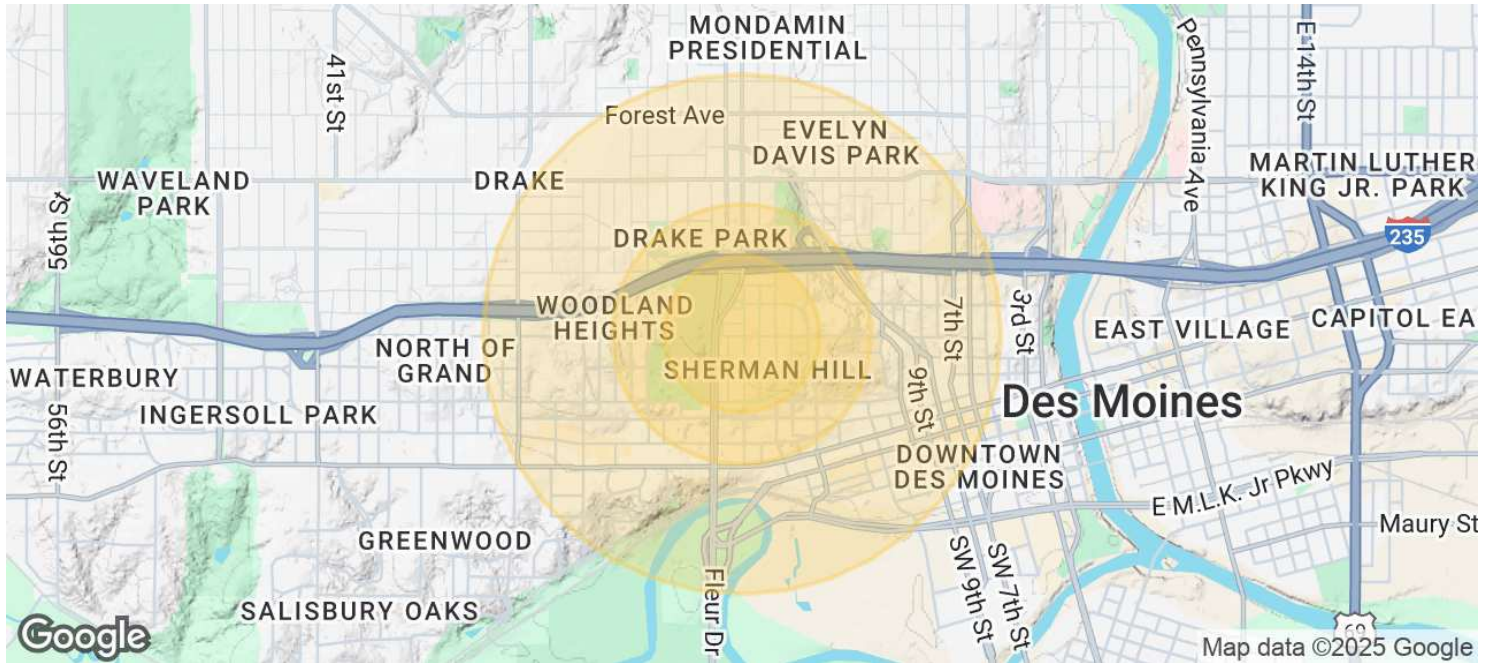 MONDAMIN
PRESIDENTIAL
Pennsylvania Ave
E 14th St
41st St
Forest Ave
EVELYN
DAVIS PARK
MARTIN LUTHER
KING JR. PARK
WAVELAND
PARK
DRAKE
56th St
DRAKE PARK
235
WOODLAND
HEIGHTS
7th St
3rd St
EAST VILLAGE
CAPITOL EA
NORTH OF
GRAND
SHERMAN HILL
9th St
WATERBURY
INGERSOLL PARK
Des Moines
56th St
DOWNTOWN
DES MOINES
E M.L.K. Jr Pkwy
Maury St
GREENWOOD
Fleur Dr
SW 9th St
SW 7th St
SALISBURY OAKS
69
Google
Map data ©2025 Google